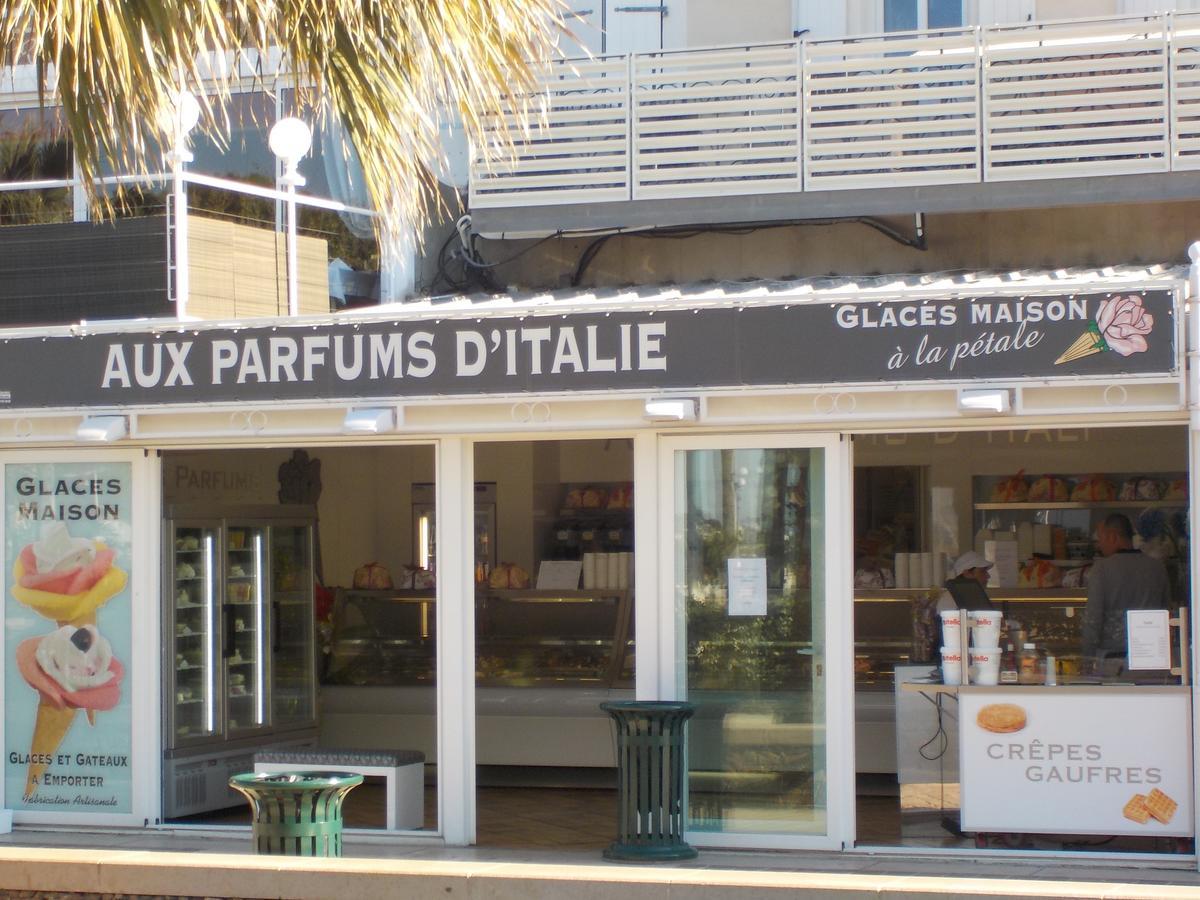 AUX PARFUMS D'ITALIE
GLACES MAISON
à la pétale
GLACES
MAISON
GLACES ET GATEAUX
A EMPORTER
Fabrication Artisanale
PARFUMS
nutella
nutella
CRÊPES
GAUFRES